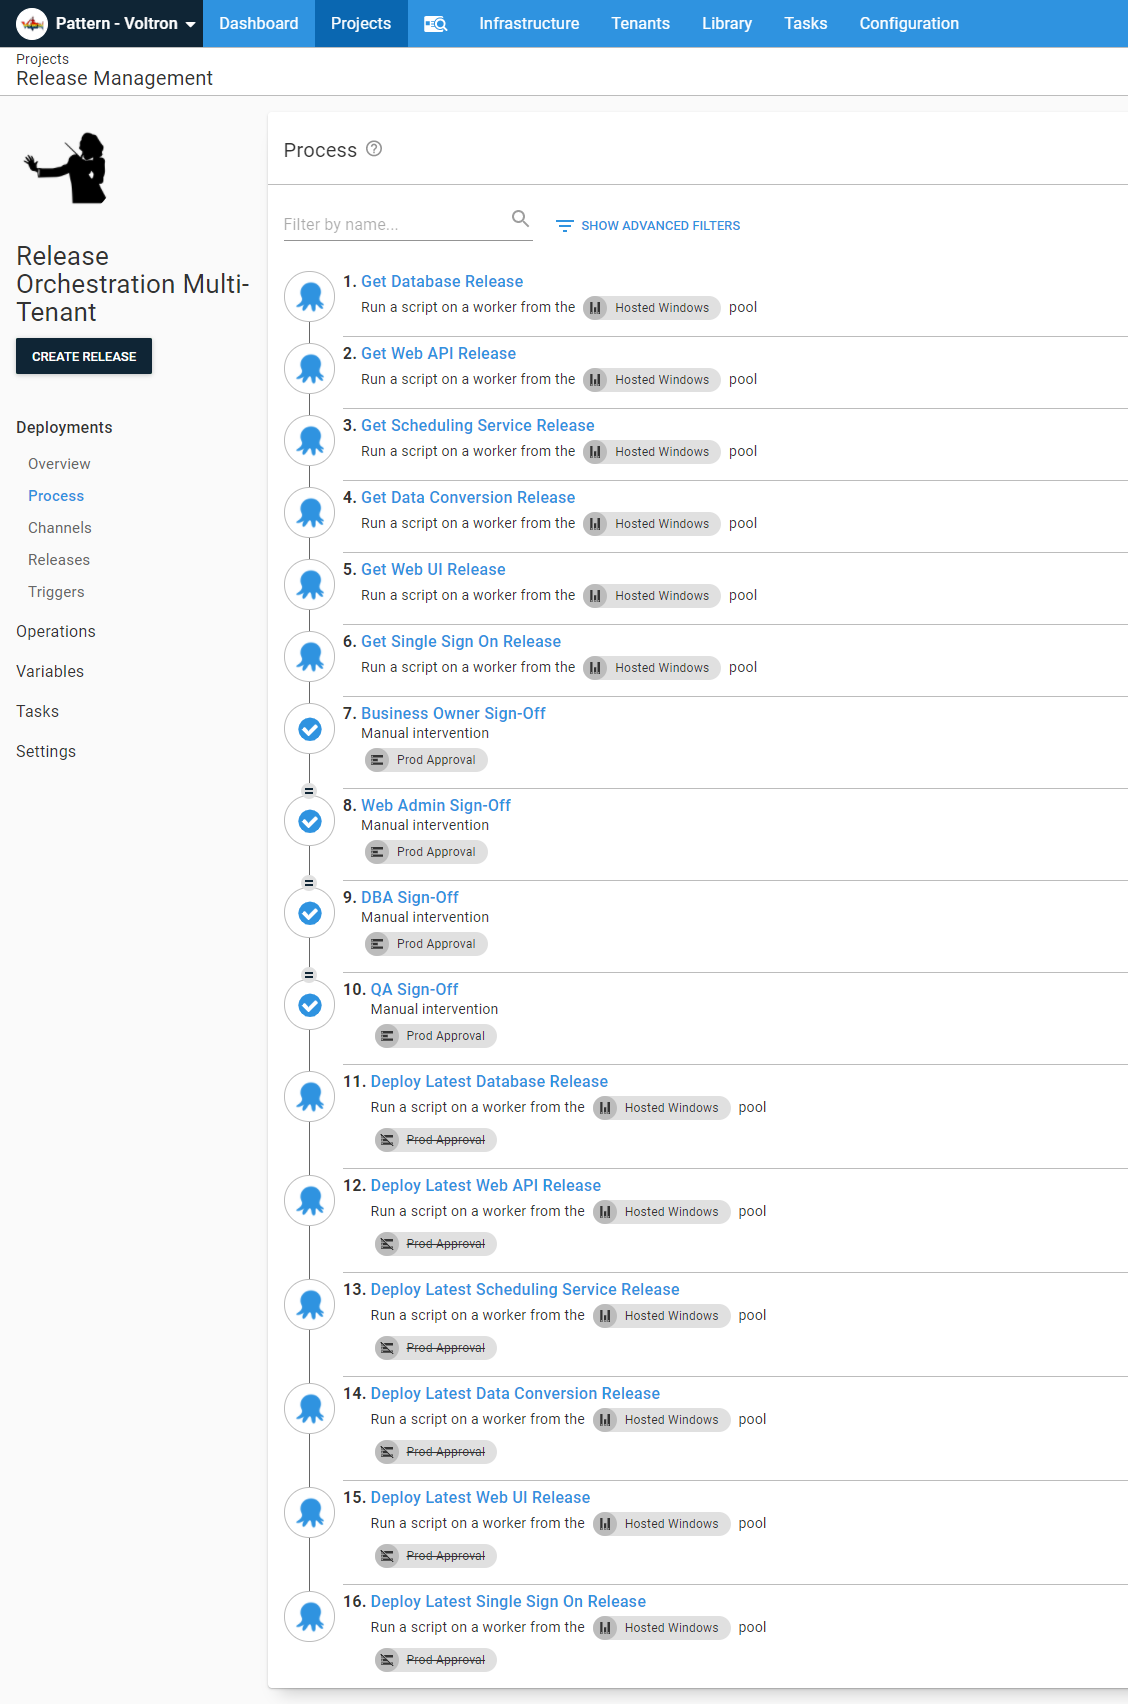 Pattern - Voltron
Dashboard
Projects
Infrastructure
Tenants
Library
Tasks
Configuration
Projects
Release Management
Release
Orchestration Multi-
Tenant
CREATE RELEASE
Deployments
Overview
Process
Channels
Releases
Triggers
Operations
Variables
Tasks
Settings
Process
Filter by name...
SHOW ADVANCED FILTERS
1. Get Database Release
Run a script on a worker from the Hosted Windows pool
2. Get Web API Release
Run a script on a worker from the Hosted Windows pool
3. Get Scheduling Service Release
Run a script on a worker from the Hosted Windows pool
4. Get Data Conversion Release
Run a script on a worker from the Hosted Windows pool
5. Get Web UI Release
Run a script on a worker from the Hosted Windows pool
6. Get Single Sign On Release
Run a script on a worker from the Hosted Windows pool
7. Business Owner Sign-Off
Manual intervention
Prod Approval
8. Web Admin Sign-Off
Manual intervention
Prod Approval
9. DBA Sign-Off
Manual intervention
Prod Approval
10. QA Sign-Off
Manual intervention
Prod Approval
11. Deploy Latest Database Release
Run a script on a worker from the Hosted Windows pool
Prod Approval
12. Deploy Latest Web API Release
Run a script on a worker from the Hosted Windows pool
Prod Approval
13. Deploy Latest Scheduling Service Release
Run a script on a worker from the Hosted Windows pool
Prod Approval
14. Deploy Latest Data Conversion Release
Run a script on a worker from the Hosted Windows pool
Prod Approval
15. Deploy Latest Web UI Release
Run a script on a worker from the Hosted Windows pool
Prod Approval
16. Deploy Latest Single Sign On Release
Run a script on a worker from the Hosted Windows pool
Prod Approval